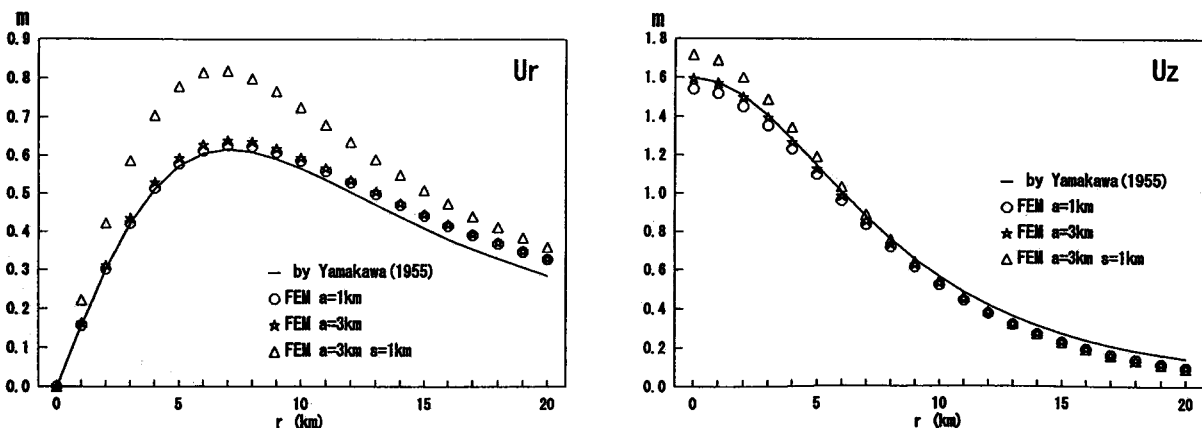 m
0.9
0.8
0.7
0.6
0.5
0.4
0.3
0.2
0.1
0.0
Ur
— by Yamakawa(1955)
○ FEM a=1km
★ FEM a=3km
△ FEM a=3km s=1km
0 5 10 15 20
r (km)
m
1.8
1.6
1.4
1.2
1.0
0.8
0.6
0.4
0.2
0.0
Uz
— by Yamakawa(1955)
○ FEM a=1km
★ FEM a=3km
△ FEM a=3km s=1km
0 5 10 15 20
r (km)